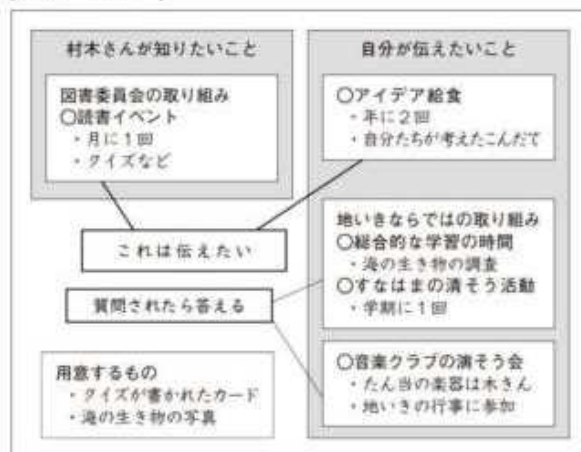 村木さんが知りたいこと
図書委員会の取り組み
〇読書イベント
・月に1回
・クイズなど
自分が伝えたいこと
〇アイデア給食
・年に2回
・自分たちが考えたこんだて
これは伝えたい
質問されたら答える
地いきならではの取り組み
〇総合的な学習の時間
・海の生き物の調査
〇すなはまの清そう活動
・学期に1回
〇音楽クラブの演そう会
・たん当の楽器は木きん
・地いきの行事に参加
用意するもの
・クイズが書かれたカード
・海の生き物の写真